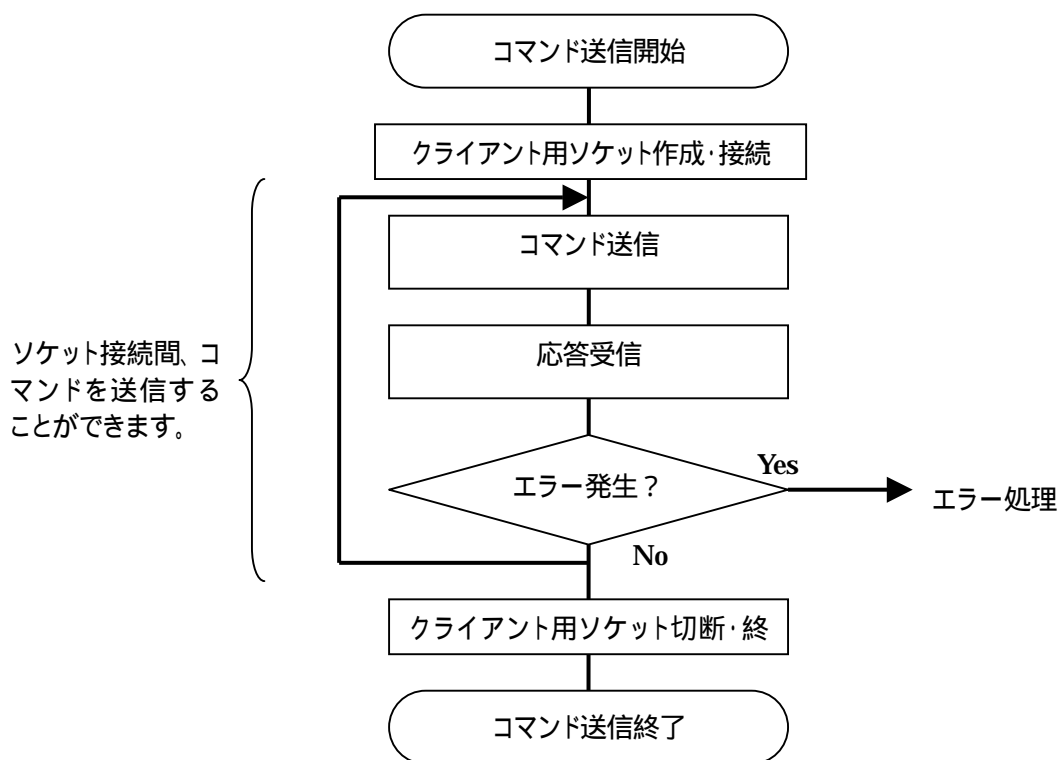 コマンド送信開始
クライアント用ソケット作成・接続
コマンド送信
応答受信
ソケット接続間、コ
マンドを送信する
ことができます。
エラー発生？
Yes
エラー処理
No
クライアント用ソケット切断・終
コマンド送信終了